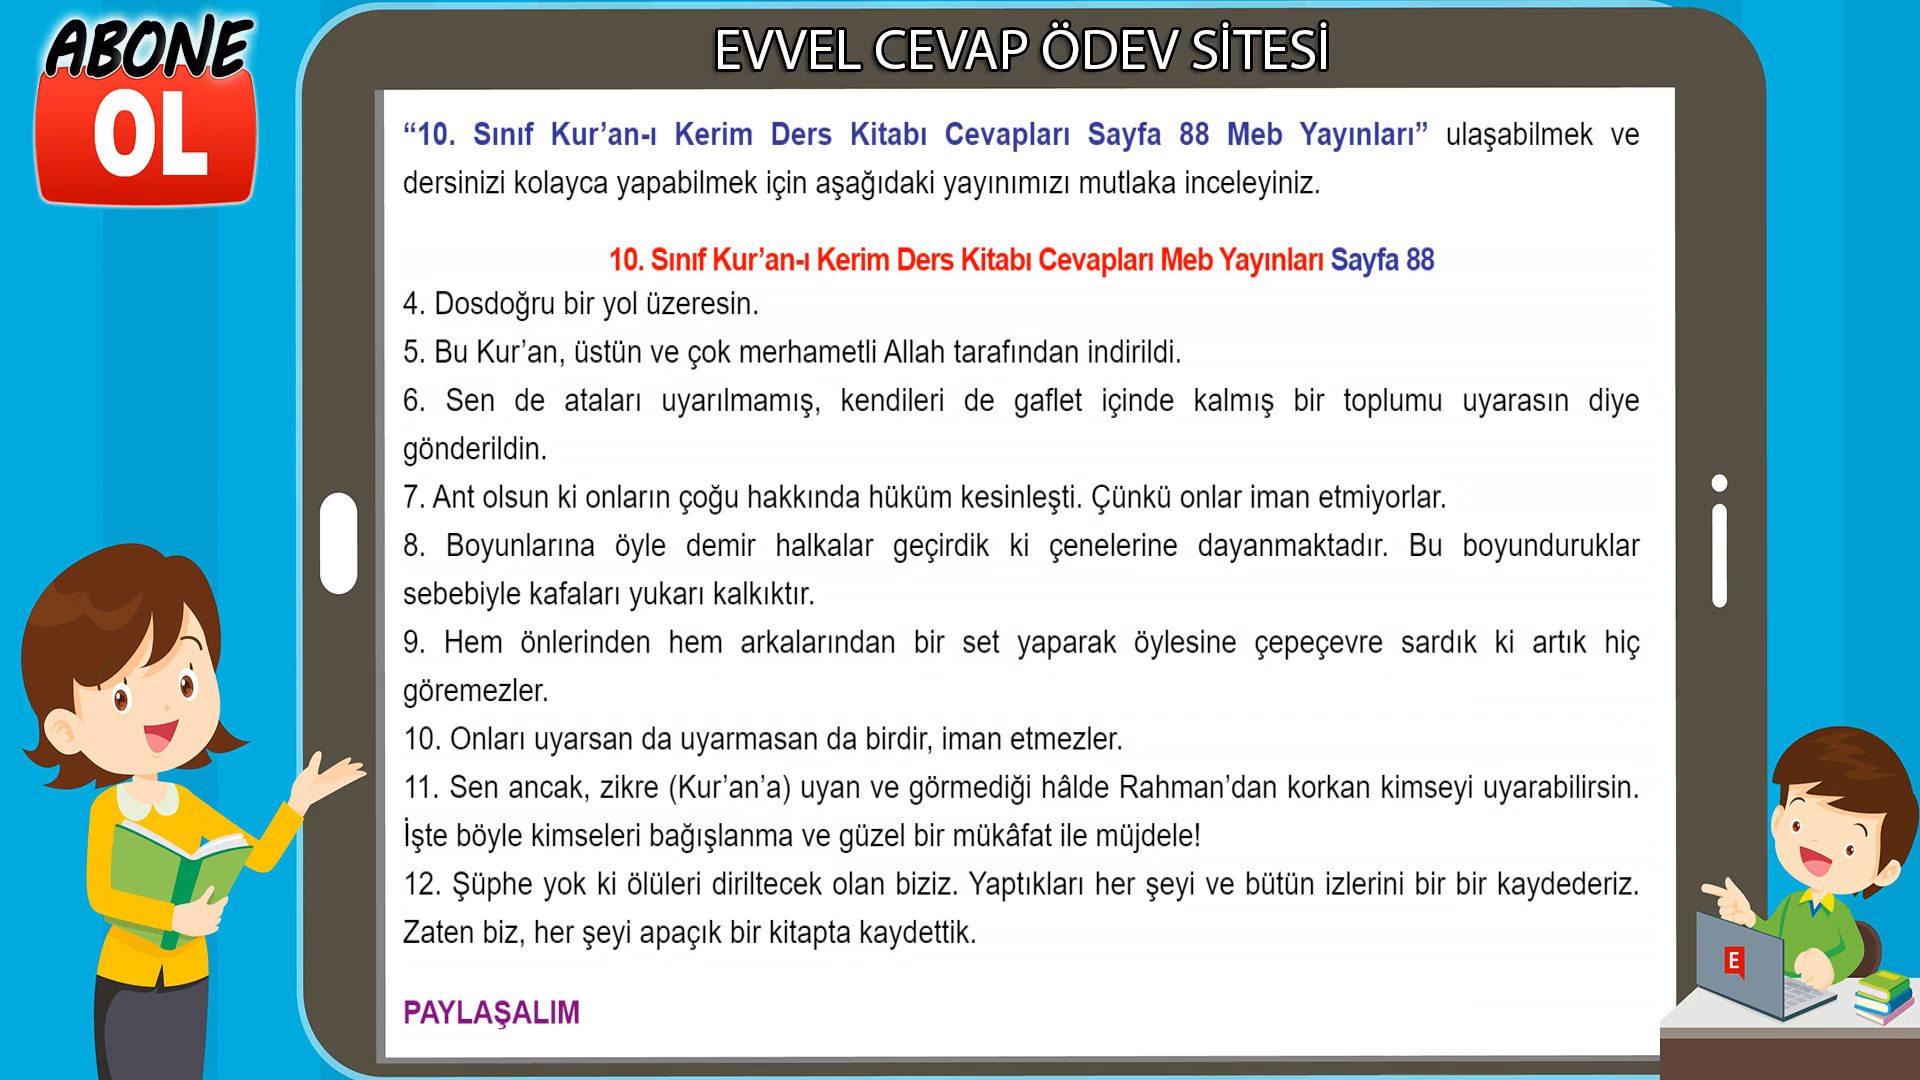 ABONE
OL
EVVEL CEVAP ÖDEV SİTESİ
“10. Sınıf Kur’an-ı Kerim Ders Kitabı Cevapları Sayfa 88 Meb Yayınları” ulaşabilmek ve
dersinizi kolayca yapabilmek için aşağıdaki yayınımızı mutlaka inceleyiniz.
10. Sınıf Kur’an-ı Kerim Ders Kitabı Cevapları Meb Yayınları Sayfa 88
4. Dosdoğru bir yol üzeresin.
5. Bu Kur’an, üstün ve çok merhametli Allah tarafından indirildi.
6. Sen de ataları uyarılmamış, kendileri de gaflet içinde kalmış bir toplumu uyarasın diye
gönderildin.
7. Ant olsun ki onların çoğu hakkında hüküm kesinleşti. Çünkü onlar iman etmiyorlar.
8. Boyunlarına öyle demir halkalar geçirdik ki çenelerine dayanmaktadır. Bu boyunduruklar
sebebiyle kafaları yukarı kalkıktır.
9. Hem önlerinden hem arkalarından bir set yaparak öylesine çepeçevre sardık ki artık hiç
göremezler.
10. Onları uyarsan da uyarmasan da birdir, iman etmezler.
11. Sen ancak, zikre (Kur’an’a) uyan ve görmediği hâlde Rahman’dan korkan kimseyi uyarabilirsin.
İşte böyle kimseleri bağışlanma ve güzel bir mükâfat ile müjdele!
12. Şüphe yok ki ölüleri diriltecek olan biziz. Yaptıkları her şeyi ve bütün izlerini bir bir kaydederiz.
Zaten biz, her şeyi apaçık bir kitapta kaydettik.
PAYLAŞALIM
E